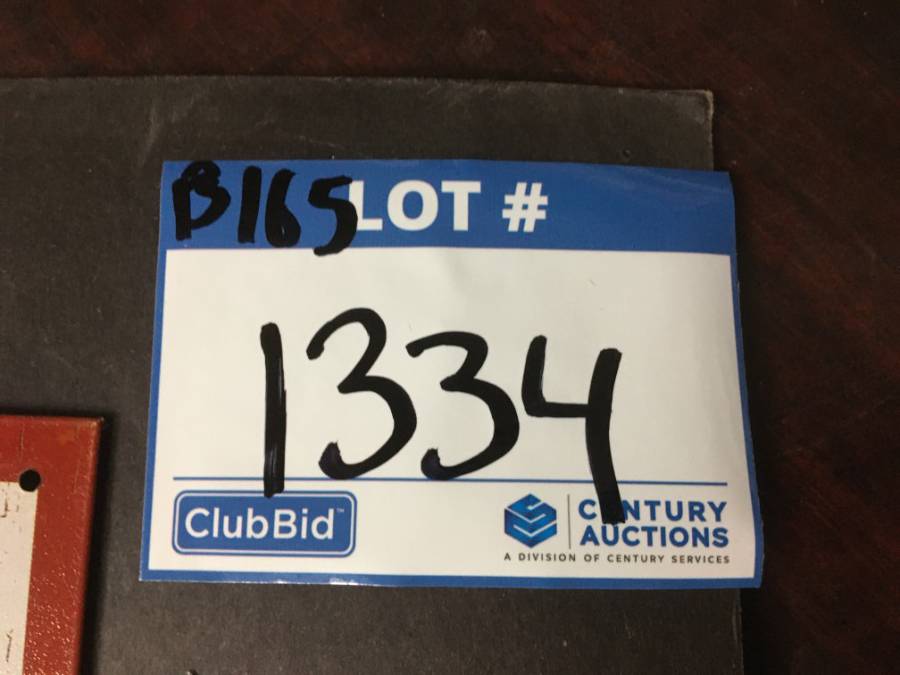 B165 LOT #
1334
ClubBid™
CENTURY
AUCTIONS
A DIVISION OF CENTURY SERVICES